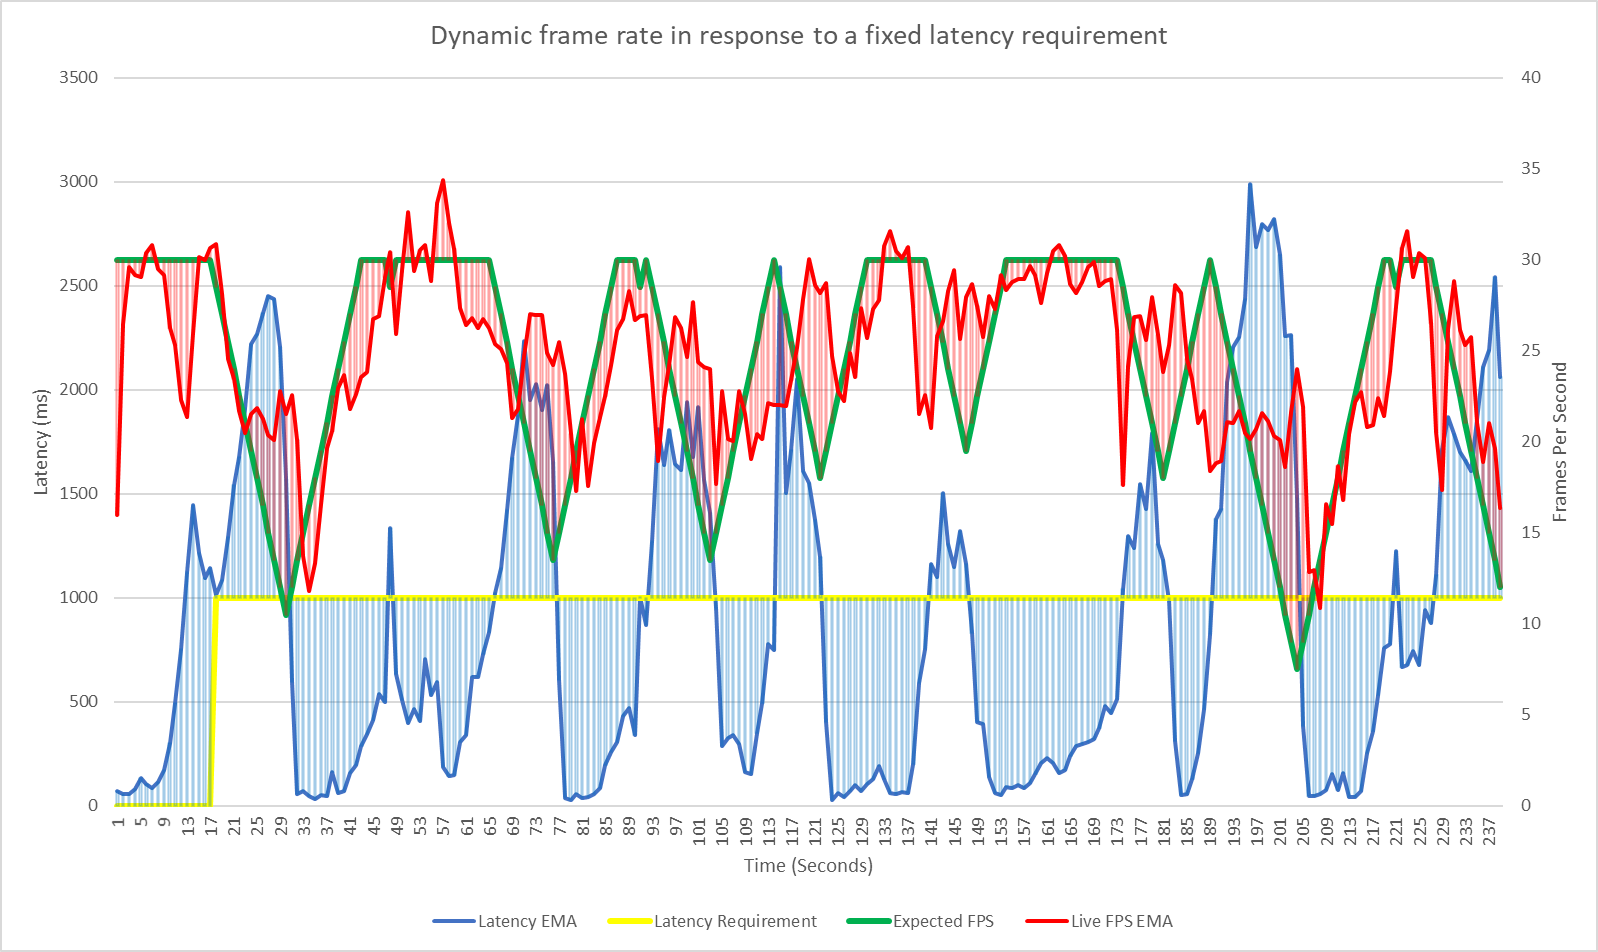 Dynamic frame rate in response to a fixed latency requirement
3500
3000
2500
2000
1500
1000
500
0
Latency (ms)
40
35
30
25
20
15
10
5
0
Frames Per Second
1 5 9 13 17 21 25 29 33 37 41 45 49 53 57 61 65 69 73 77 81 85 89 93 97 101 105 109 113 117 121 125 129 133 137 141 145 149 153 157 161 165 169 173 177 181 185 189 193 197 201 205 209 213 217 221 225 229 233 237
Time (Seconds)
Latency EMA Latency Requirement Expected FPS Live FPS EMA